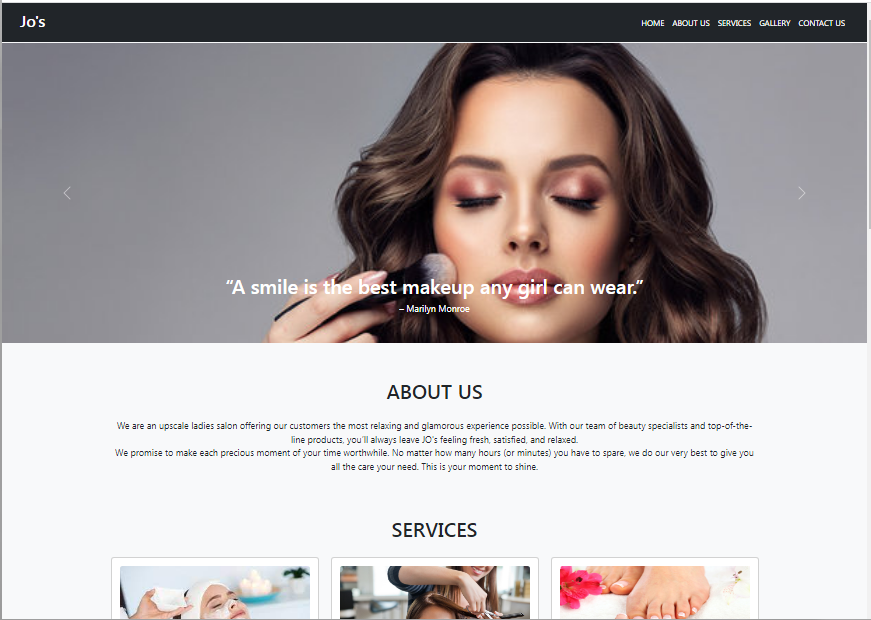 Jo's
HOME ABOUT US SERVICES GALLERY CONTACT US
“A smile is the best makeup any girl can wear.”
– Marilyn Monroe
ABOUT US
We are an upscale ladies salon offering our customers the most relaxing and glamorous experience possible. With our team of beauty specialists and top-of-the-
line products, you'll always leave JO's feeling fresh, satisfied, and relaxed.
We promise to make each precious moment of your time worthwhile. No matter how many hours (or minutes) you have to spare, we do our very best to give you
all the care your need. This is your moment to shine.
SERVICES